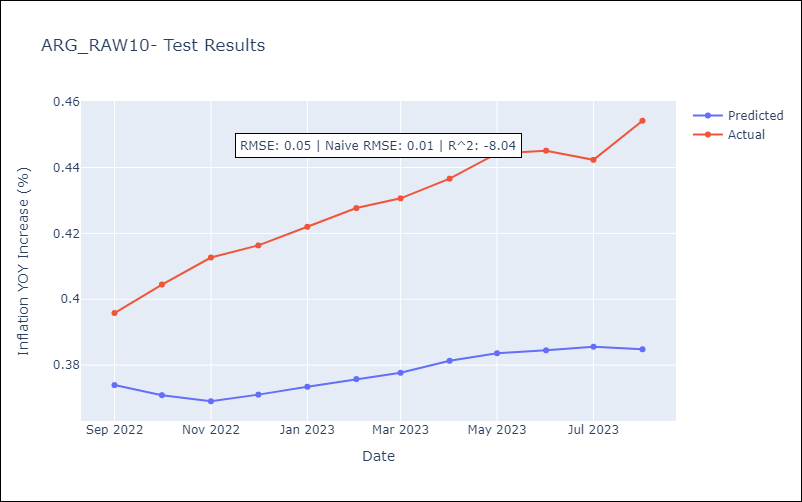 ARG_RAW10- Test Results
Predicted
Actual
RMSE: 0.05 | Naive RMSE: 0.01 | R^2: -8.04
Inflation YOY Increase (%)
0.46
0.44
0.42
0.4
0.38
Sep 2022 Nov 2022 Jan 2023 Mar 2023 May 2023 Jul 2023
Date